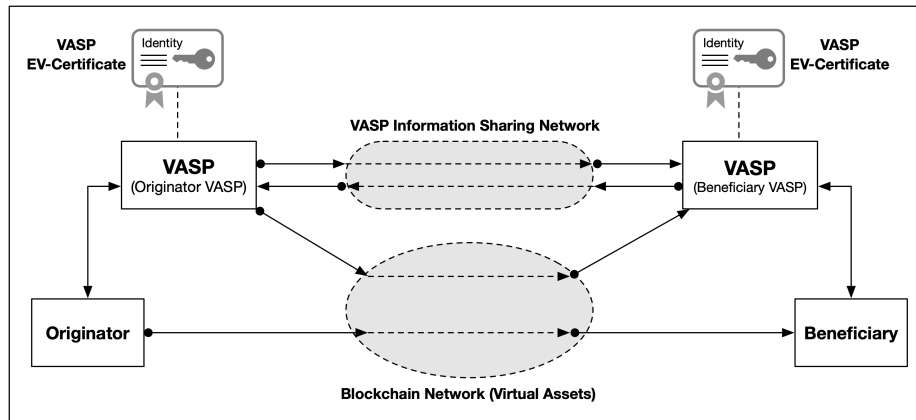 VASP
EV-Certificate
Identity
Identity
VASP
EV-Certificate
VASP Information Sharing Network
VASP
(Originator VASP)
VASP
(Beneficiary VASP)
Originator
Beneficiary
Blockchain Network (Virtual Assets)